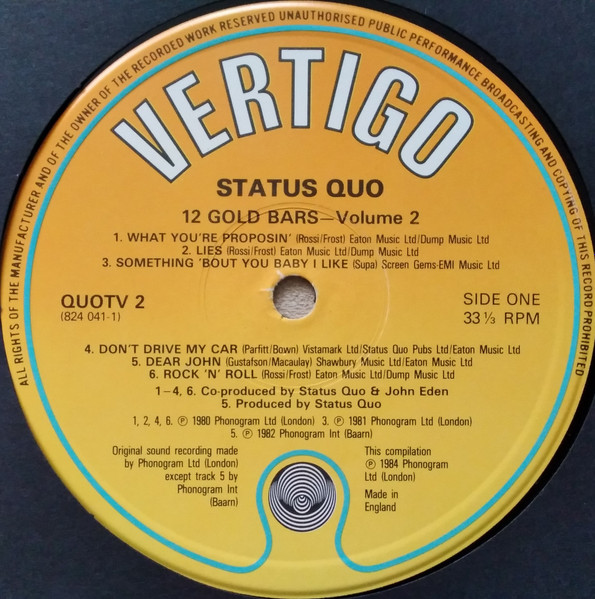 ALL RIGHTS OF THE MANUFACTURER AND OF THE OWNER OF THE RECORDED WORK RESERVED UNAUTHORISED PUBLIC PERFORMANCE BROADCASTING AND COPYING OF THIS RECORD PROHIBITED
VERTIGO
STATUS QUO
12 GOLD BARS—Volume 2
1. WHAT YOU'RE PROPOSIN' (Rossi/Frost) Eaton Music Ltd/Dump Music Ltd
2. LIES (Rossi/Frost) Eaton Music Ltd/Dump Music Ltd
3. SOMETHING 'BOUT YOU BABY I LIKE (Supa) Screen Gems-EMI Music Ltd
QUOTV 2
(824 041-1)
SIDE ONE
33⅓ RPM
4. DON'T DRIVE MY CAR (Parfitt/Bown) Vistamark Ltd/Status Quo Pubs Ltd/Eaton Music Ltd
5. DEAR JOHN (Gustafson/Macaulay) Shawbury Music Ltd/Eaton Music Ltd
6. ROCK 'N' ROLL (Rossi/Frost) Eaton Music Ltd/Dump Music Ltd
1–4, 6. Co-produced by Status Quo & John Eden
5. Produced by Status Quo
1, 2, 4, 6. ℗ 1980 Phonogram Ltd (London) 3. ℗ 1981 Phonogram Ltd (London)
5. ℗ 1982 Phonogram Int (Baarn)
Original sound recording made
by Phonogram Ltd (London)
except track 5 by
Phonogram Int
(Baarn)
This compilation
℗ 1984 Phonogram
Ltd (London)
Made in
England